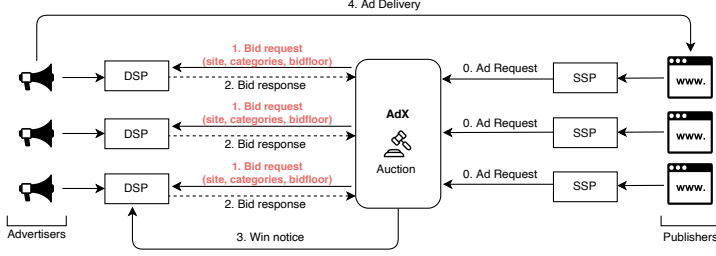 4. Ad Delivery
1. Bid request
(site, categories, bidfloor)
DSP
2. Bid response
0. Ad Request
SSP
www.
1. Bid request
(site, categories, bidfloor)
DSP
2. Bid response
AdX
Auction
0. Ad Request
SSP
www.
1. Bid request
(site, categories, bidfloor)
DSP
2. Bid response
0. Ad Request
SSP
www.
Advertisers
3. Win notice
Publishers